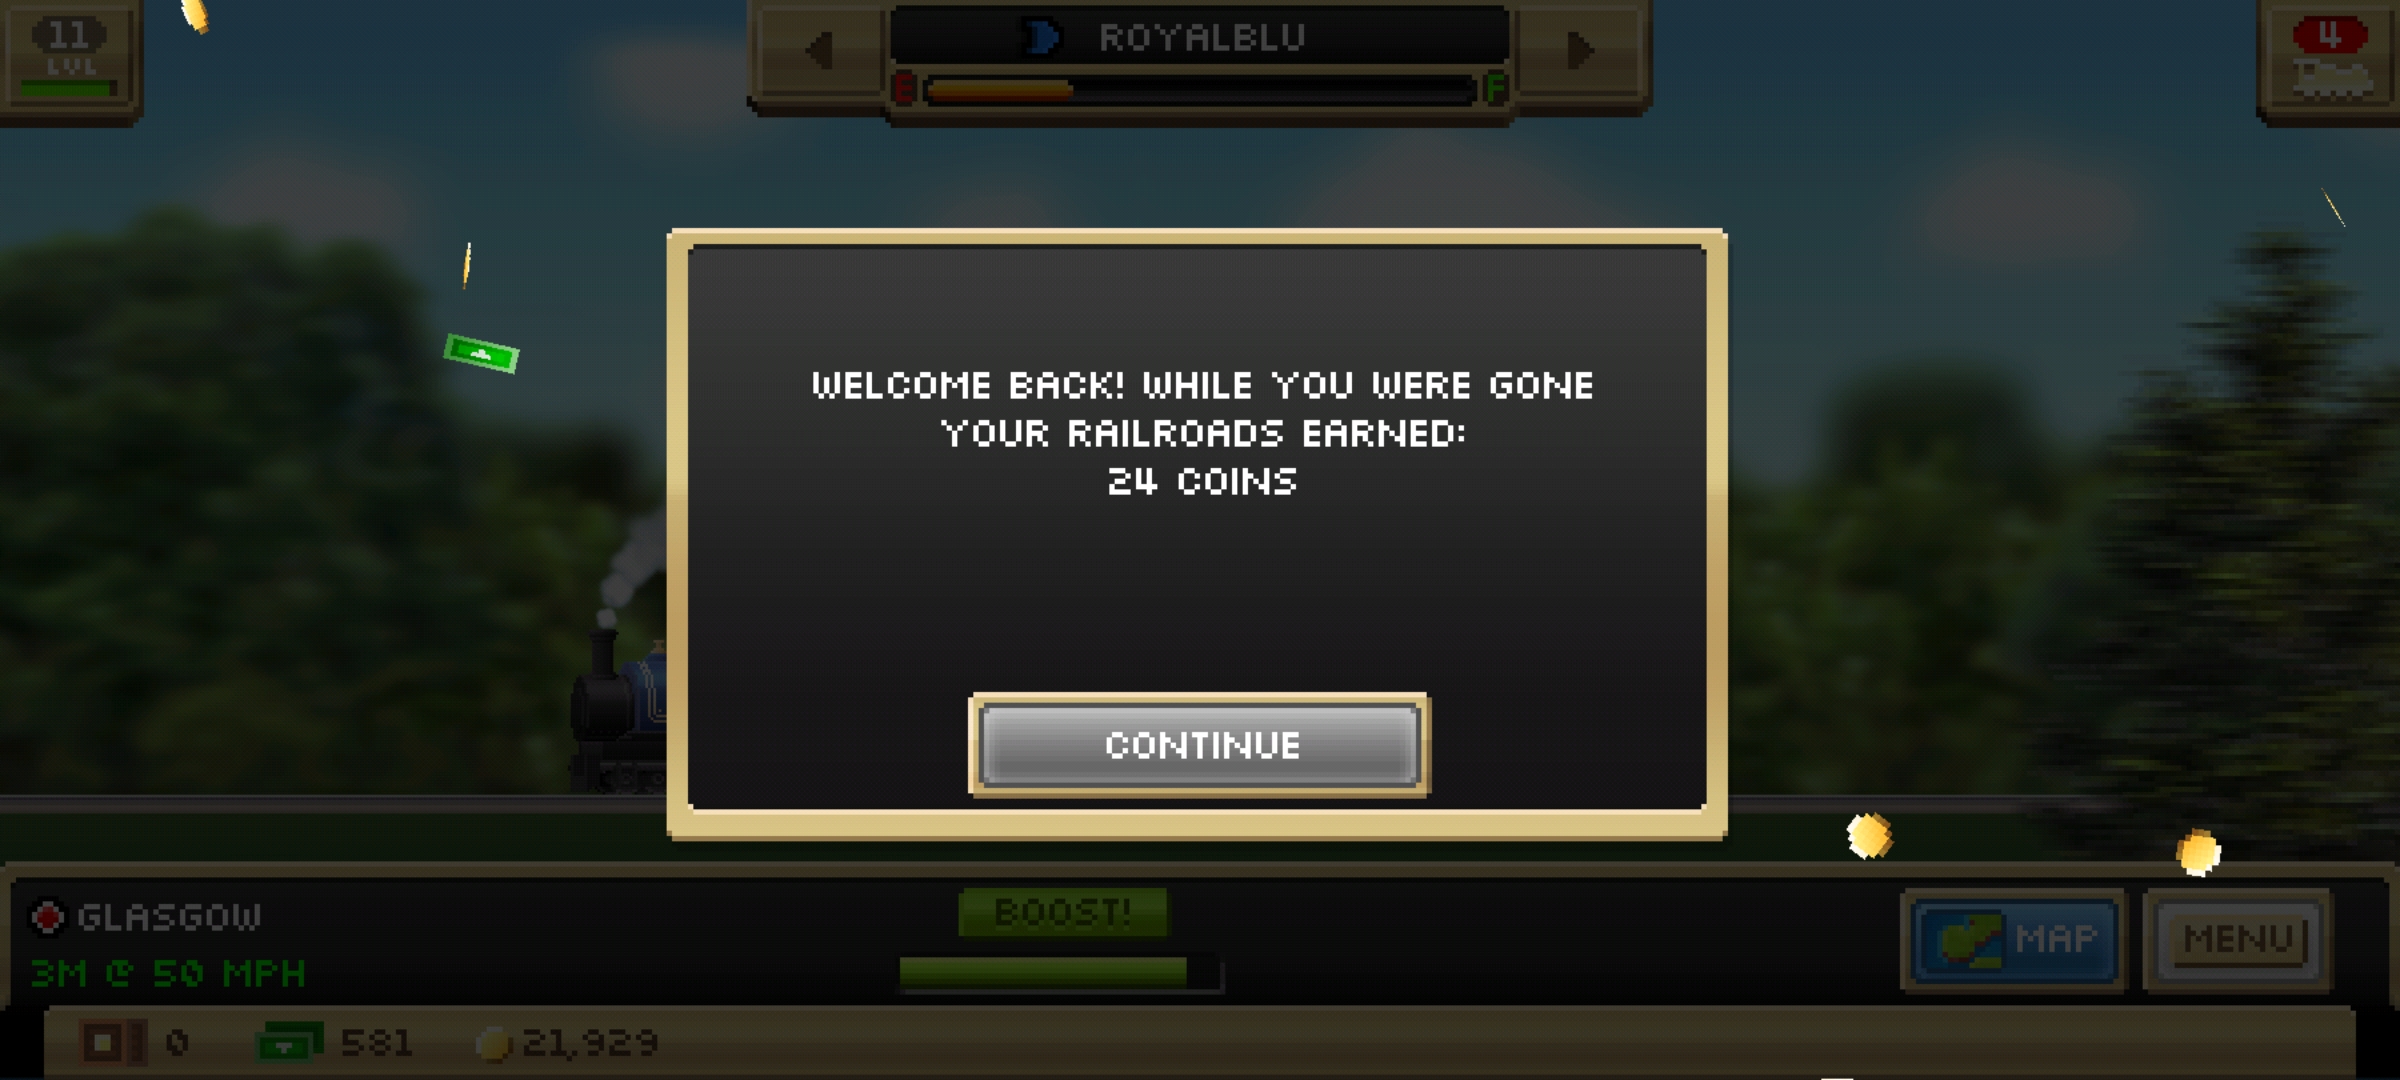 11
LVL
ROYALBLU
E F
4
WELCOME BACK! WHILE YOU WERE GONE
YOUR RAILROADS EARNED:
24 COINS
CONTINUE
GLASGOW
3M @ 50 MPH
BOOST!
MAP
MENU
0 581 21,929